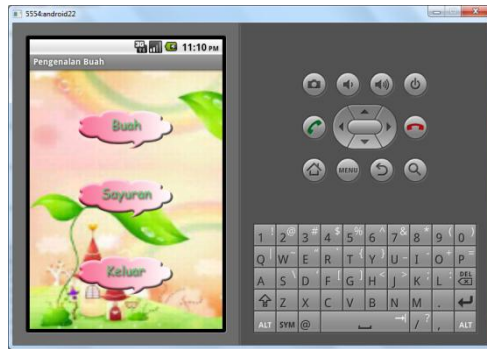 5554:android22
3G
11:10 PM
Pengenalan Buah
Buah
Sayuran
Keluar
MENU
1 ! 2 @ 3 # 4 $ 5 % 6 ^ 7 & 8 * 9 ( 0 )
Q | W ~ E " R ` T { Y } U - I - O + P =
A S \ D ' F [ G ] H < J > K ; L : DEL
Z X C V B N M .
ALT SYM @ / ? , ALT